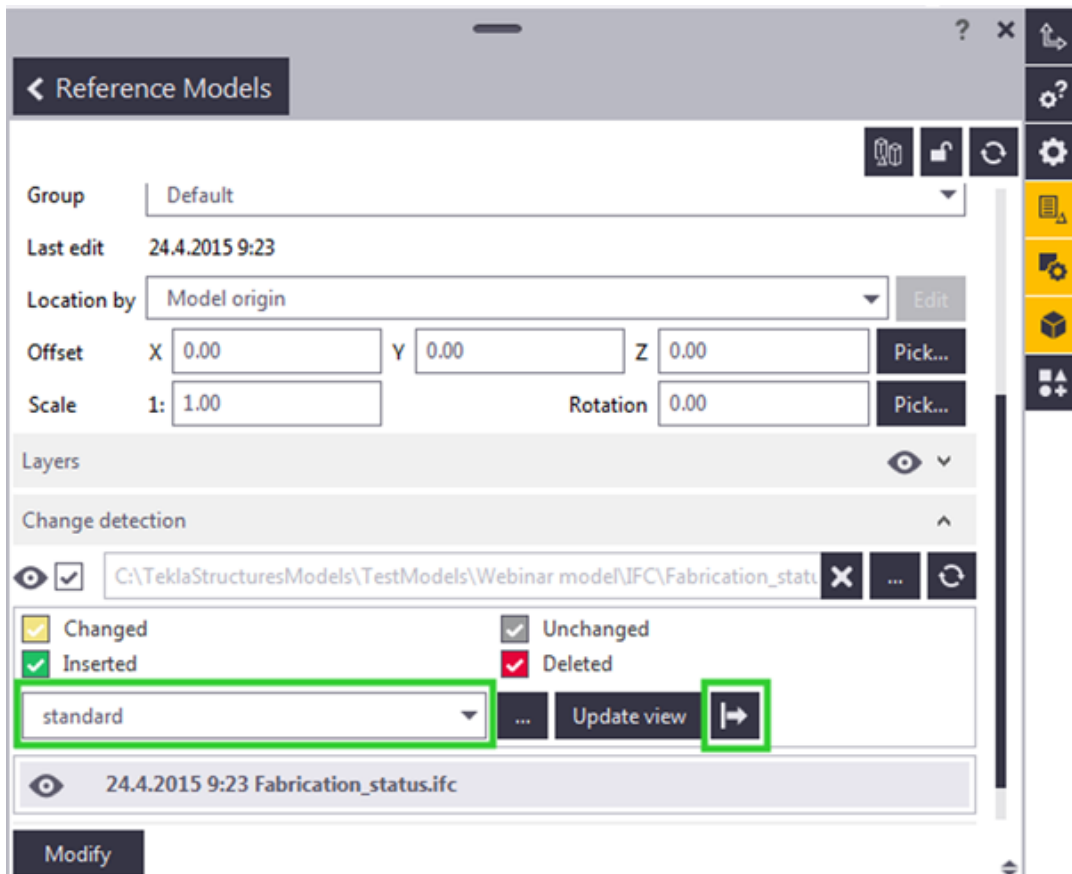 ?
Reference Models
Group Default
Last edit 24.4.2015 9:23
Location by Model origin Edit
Offset X 0.00 Y 0.00 Z 0.00 Pick...
Scale 1: 1.00 Rotation 0.00 Pick...
Layers
Change detection
C:\TeklaStructuresModels\TestModels\Webinar model\IFC\Fabrication_statu ...
Changed Unchanged
Inserted Deleted
standard ... Update view
24.4.2015 9:23 Fabrication_status.ifc
Modify